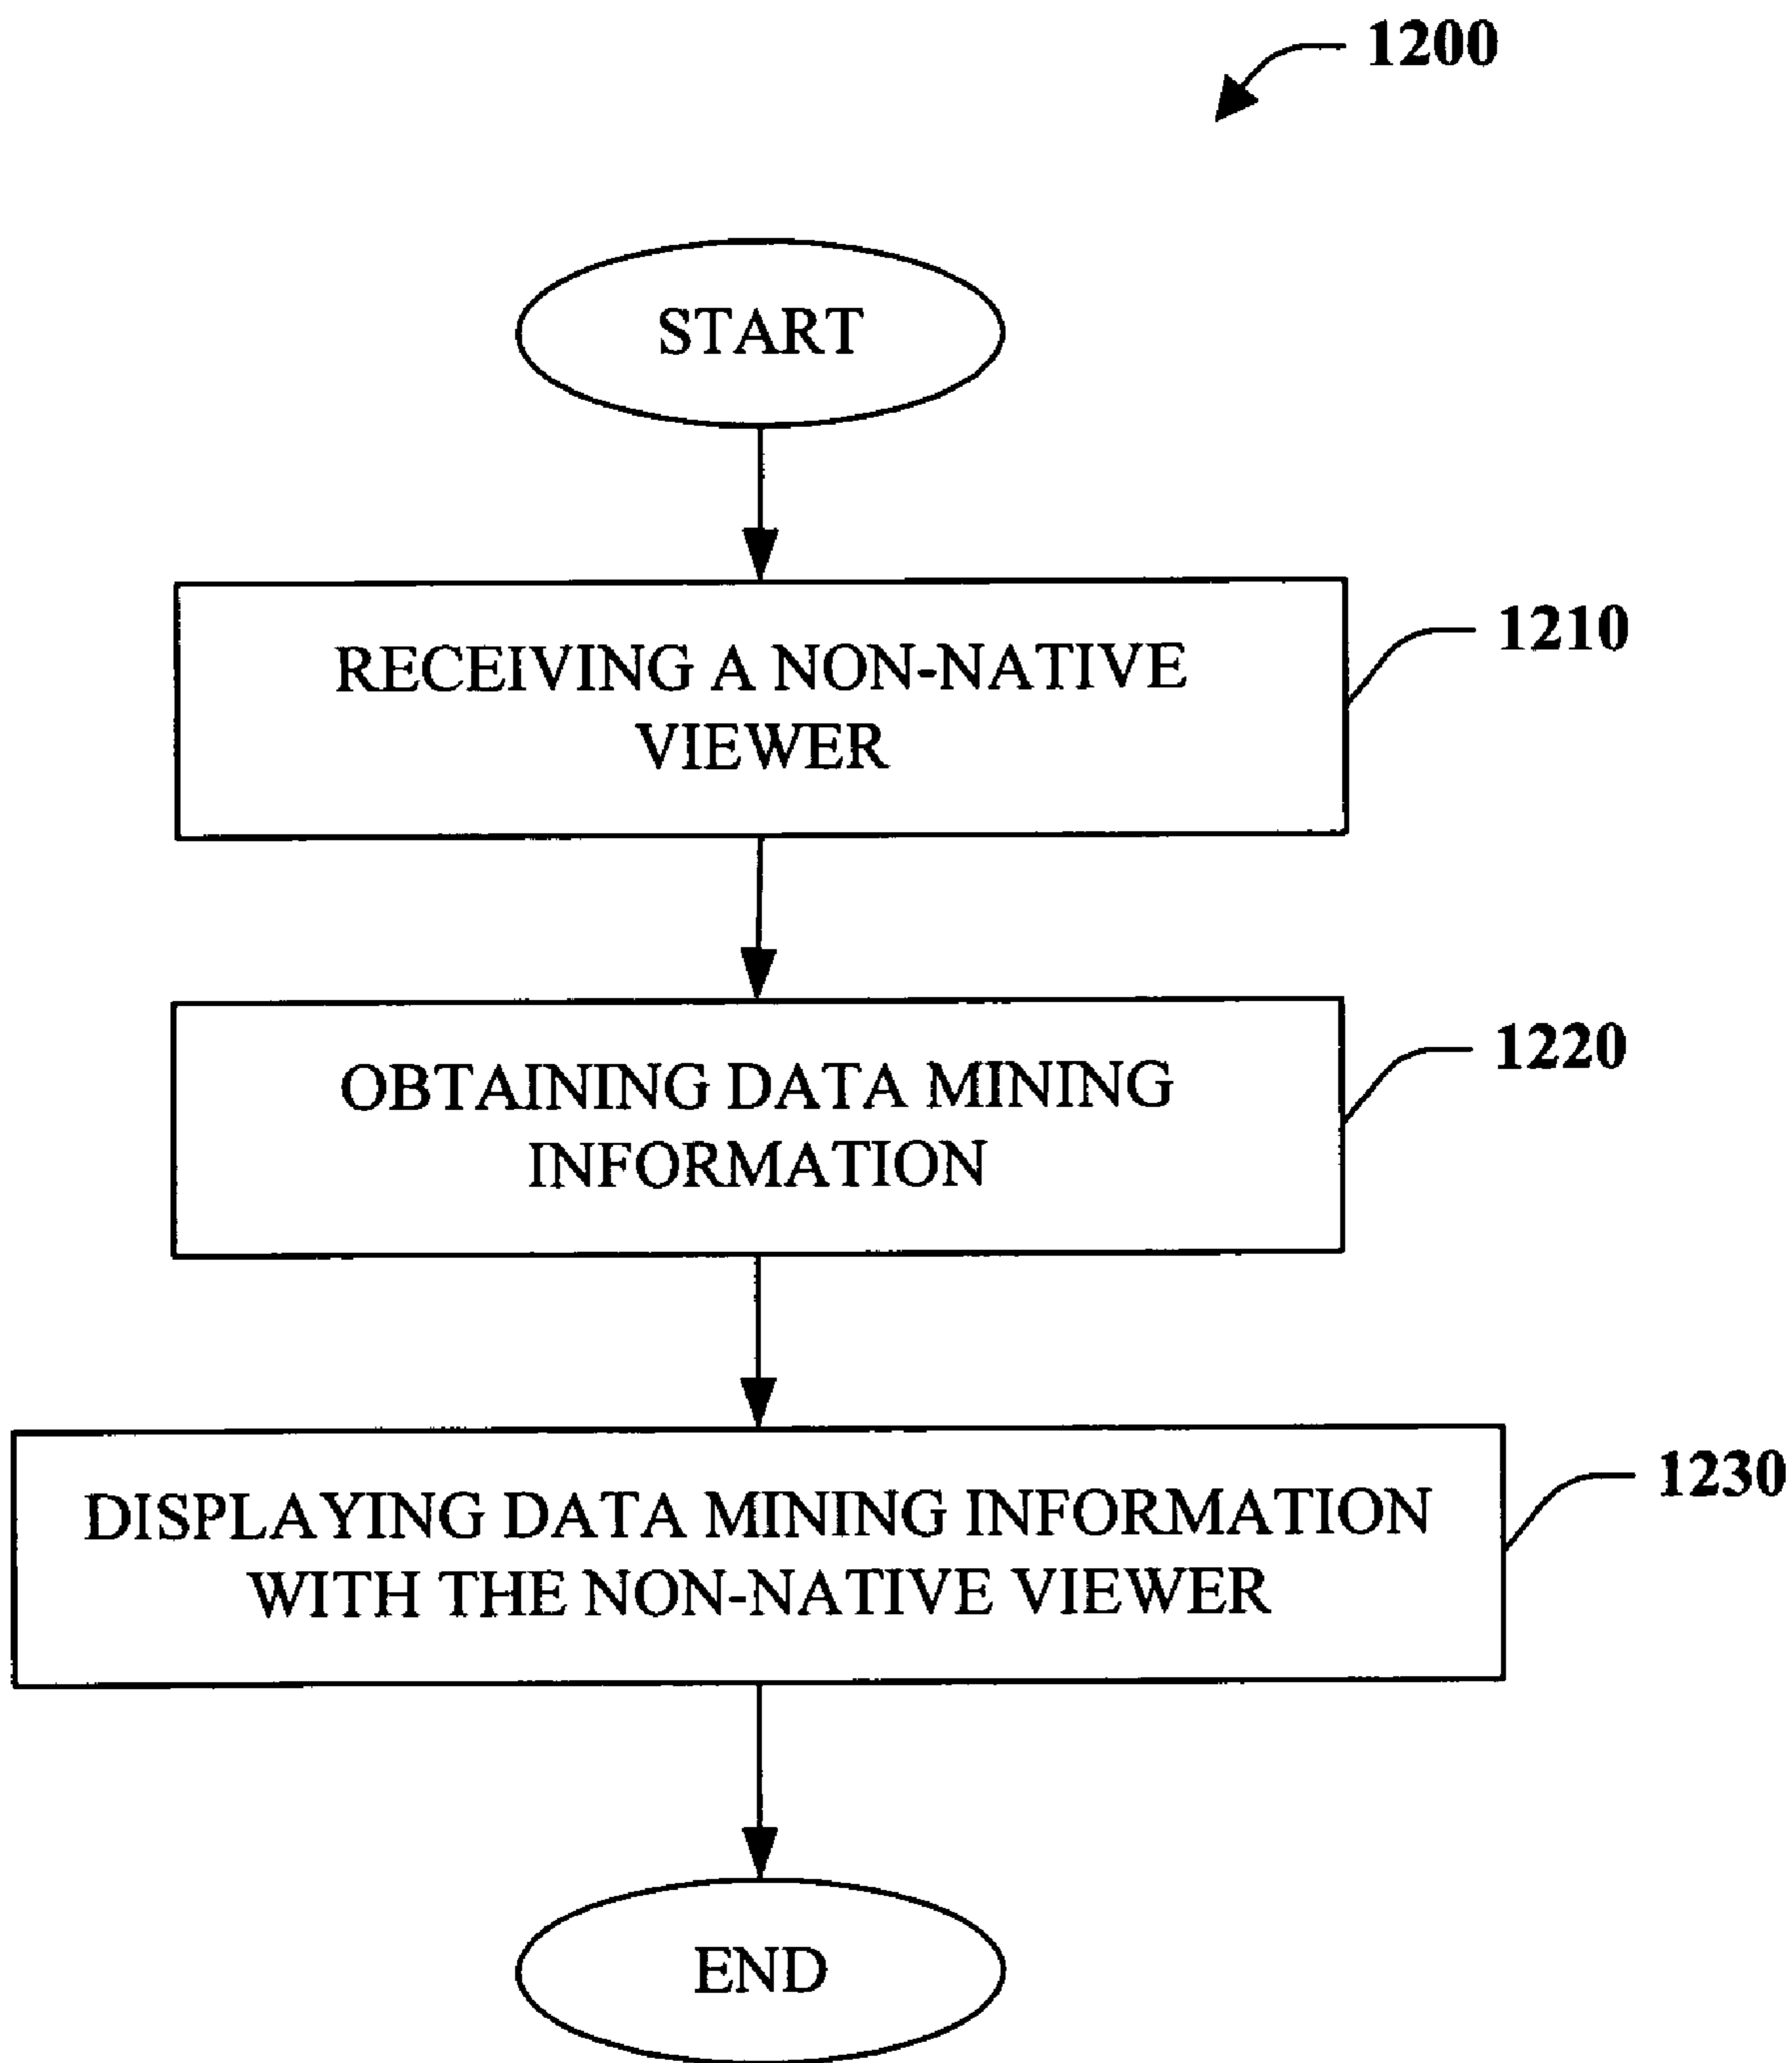 1200
START
RECEIVING A NON-NATIVE
VIEWER
1210
OBTAINING DATA MINING
INFORMATION
1220
DISPLAYING DATA MINING INFORMATION
WITH THE NON-NATIVE VIEWER
1230
END